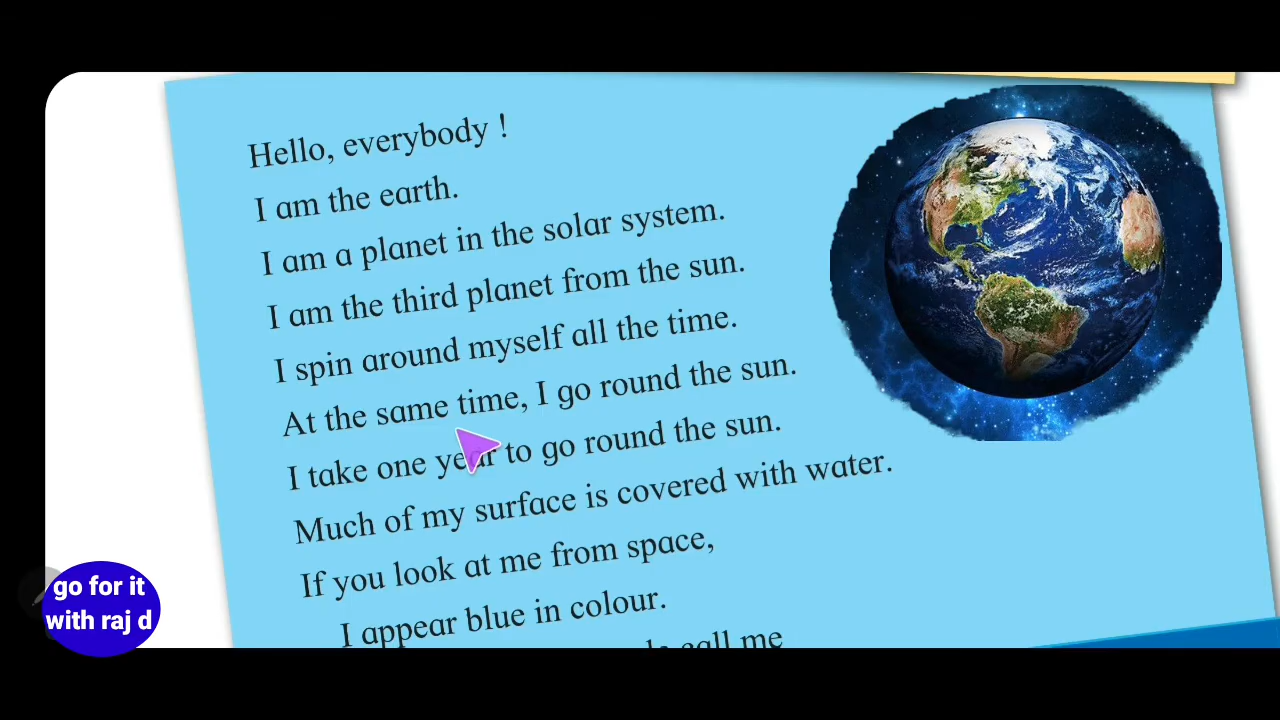 Hello, everybody !
I am the earth.
I am a planet in the solar system.
I am the third planet from the sun.
I spin around myself all the time.
At the same time, I go round the sun.
I take one year to go round the sun.
Much of my surface is covered with water.
If you look at me from space,
I appear blue in colour.
call me
go for it
with raj d